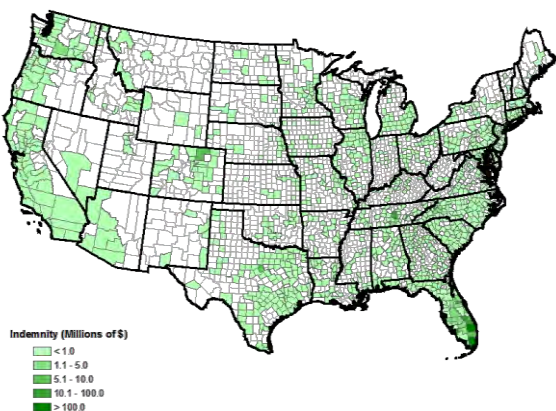 Indemnity (Millions of $)
< 1.0
1.1 - 5.0
5.1 - 10.0
10.1 - 100.0
> 100.0